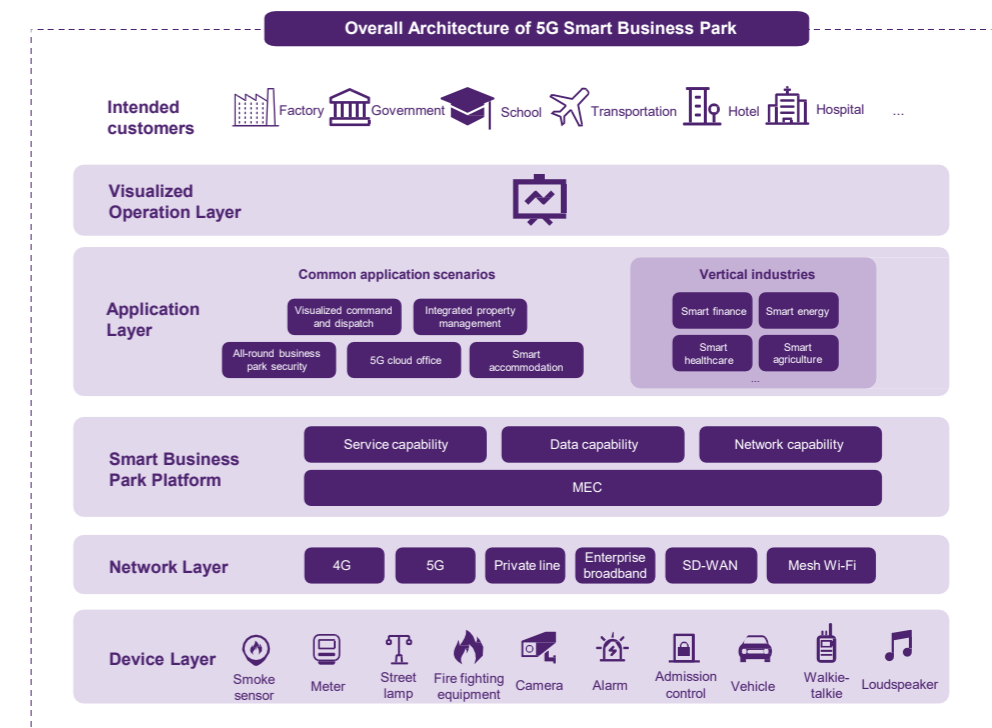 Overall Architecture of 5G Smart Business Park
Intended
customers
Factory
Government
School
Transportation
Hotel
Hospital
...
Visualized
Operation Layer
Application
Layer
Common application scenarios
Visualized command
and dispatch
Integrated property
management
All-round business
park security
5G cloud office
Smart
accommodation
Vertical industries
Smart finance
Smart energy
Smart
healthcare
Smart
agriculture
...
Smart Business
Park Platform
Service capability
Data capability
Network capability
MEC
Network Layer
4G
5G
Private line
Enterprise
broadband
SD-WAN
Mesh Wi-Fi
Device Layer
Smoke
sensor
Meter
Street
lamp
Fire fighting
equipment
Camera
Alarm
Admission
control
Vehicle
Walkie-
talkie
Loudspeaker